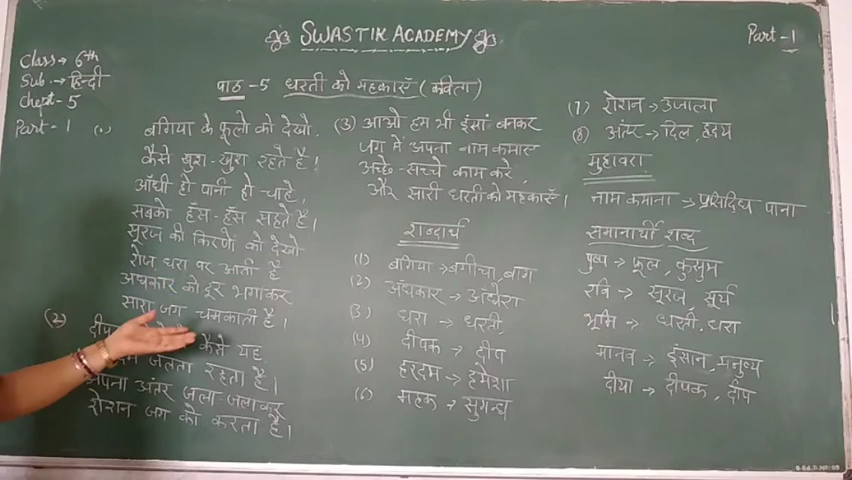 SWASTIK ACADEMY
Part - 1
Class → 6th
Sub. → हिन्दी
Chept - 5
Part - 1
पाठ -5 धरती को महकाएँ (कविता)
(1) बगिया के फूलों को देखो
कैसे खुश-खुश रहते है।
आँधी हो पानी हो चाहे,
सबको हँस-हँस सहते है।
सूरज की किरणों को देखो
रोज धरा पर आती है
अंधकार को दूर भगाकर
सारा जग चमकाती है।
(2) कैसे यह
जलता रहता है।
अपना अंतर जला जलाकर
रोशन जग को करता है।
(3) आओ हम भी इंसां बनकर
जग में अपना नाम कमाएं
अच्छे-सच्चे काम करे,
और सारी धरती को महकाएँ।
शब्दार्थ
(1) बगिया → बगीचा, बाग
(2) अंधकार → अंधेरा
(3) धरा → धरती
(4) दीपक → दीप
(5) हरदम → हमेशा
(6) महक → सुगन्ध
(7) रोशन → उजाला
(8) अंतर → दिल, हृदय
मुहावरा
नाम कमाना → प्रसिद्धि पाना
समानार्थी शब्द
पुष्प → फूल, कुसुम
रवि → सूरज, सूर्य
भूमि → धरती, धरा
मानव → इंसान, मनुष्य
दीया → दीपक, दीप